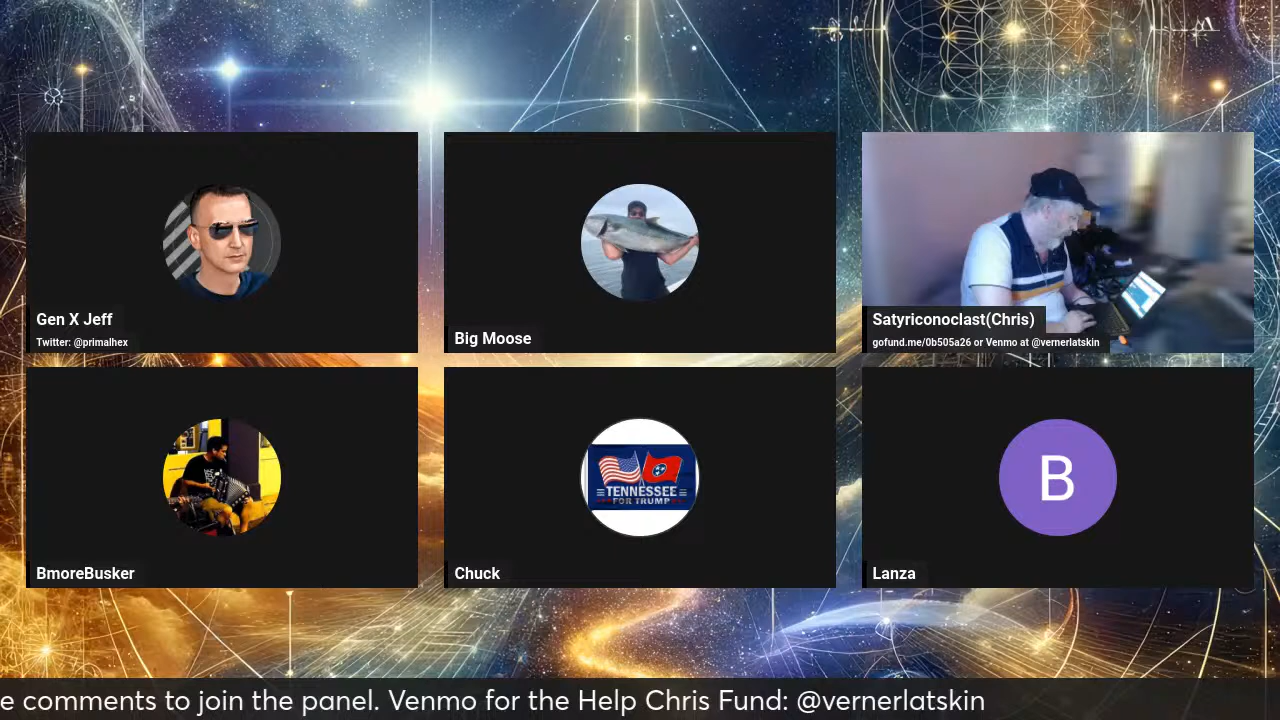 Gen X Jeff
Twitter: @primalhex
Big Moose
Satyriconoclast(Chris)
gofund.me/0b505a26 or Venmo at @vernerlatskin
BmoreBusker
TENNESSEE
FOR TRUMP
Chuck
B
Lanza
e comments to join the panel. Venmo for the Help Chris Fund: @vernerlatskin